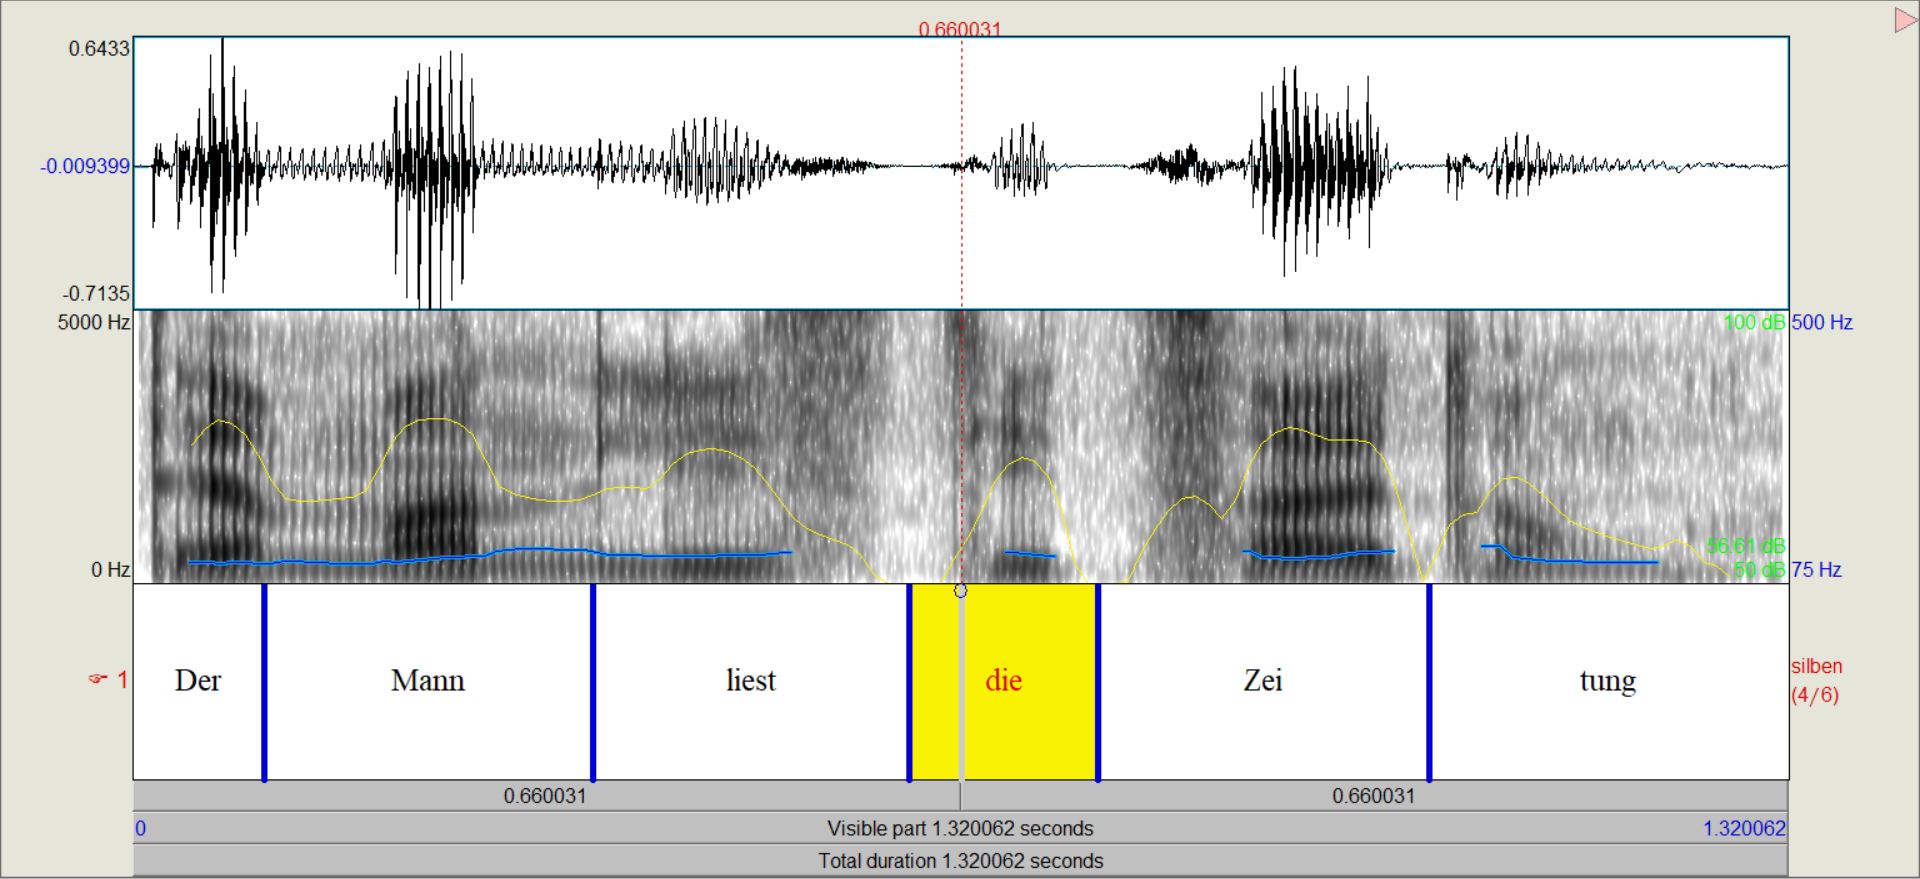 0.660031
0.6433
-0.009399
-0.7135
5000 Hz
100 dB
500 Hz
56.61 dB
0 Hz
50 dB
75 Hz
☞ 1
Der
Mann
liest
die
Zei
tung
silben
(4/6)
0.660031
0.660031
0
Visible part 1.320062 seconds
1.320062
Total duration 1.320062 seconds